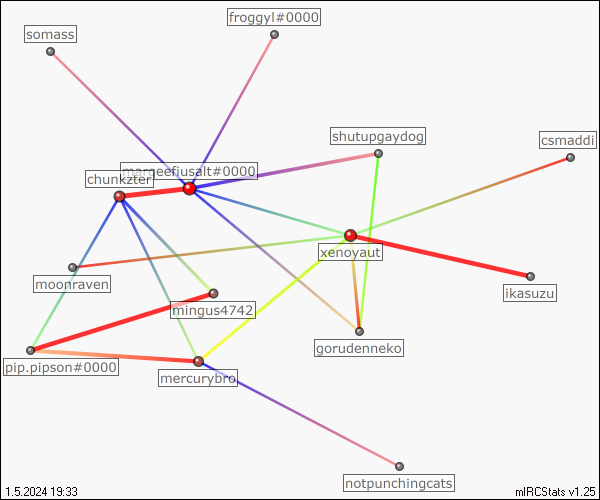 froggyl#0000
somass
shutupgaydog
csmaddi
margeefiusalt#0000
chunkzter
xenoyaut
moonraven
ikasuzu
mingus4742
gorudenneko
pip.pipson#0000
mercurybro
notpunchingcats
1.5.2024 19:33
mIRCStats v1.25